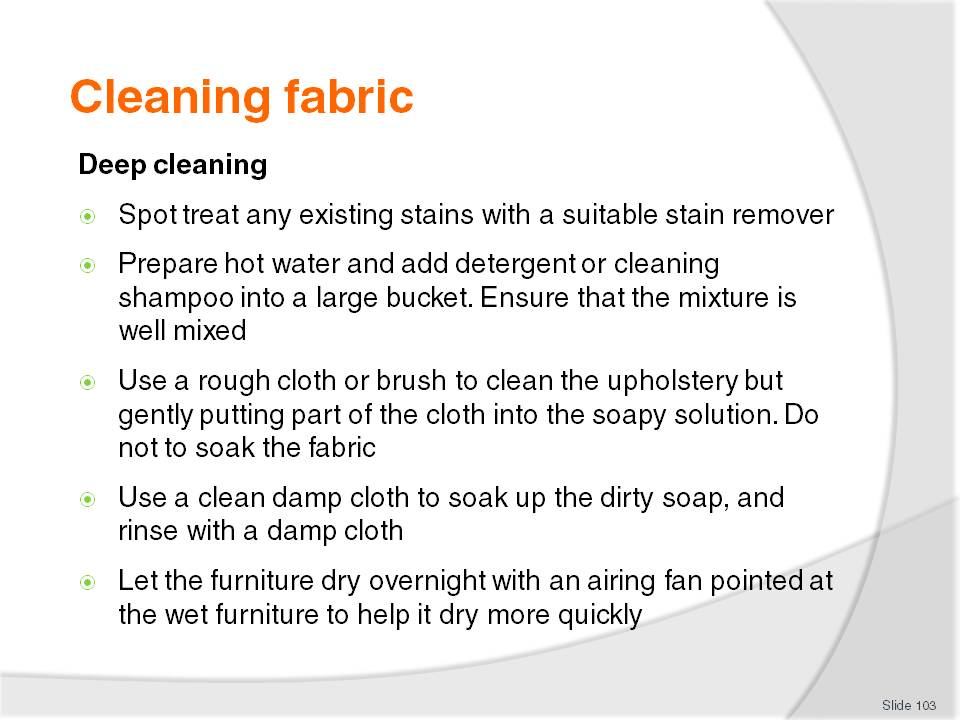 Cleaning fabric
Deep cleaning
Spot treat any existing stains with a suitable stain remover
Prepare hot water and add detergent or cleaning
shampoo into a large bucket. Ensure that the mixture is
well mixed
Use a rough cloth or brush to clean the upholstery but
gently putting part of the cloth into the soapy solution. Do
not to soak the fabric
Use a clean damp cloth to soak up the dirty soap, and
rinse with a damp cloth
Let the furniture dry overnight with an airing fan pointed at
the wet furniture to help it dry more quickly
Slide 103